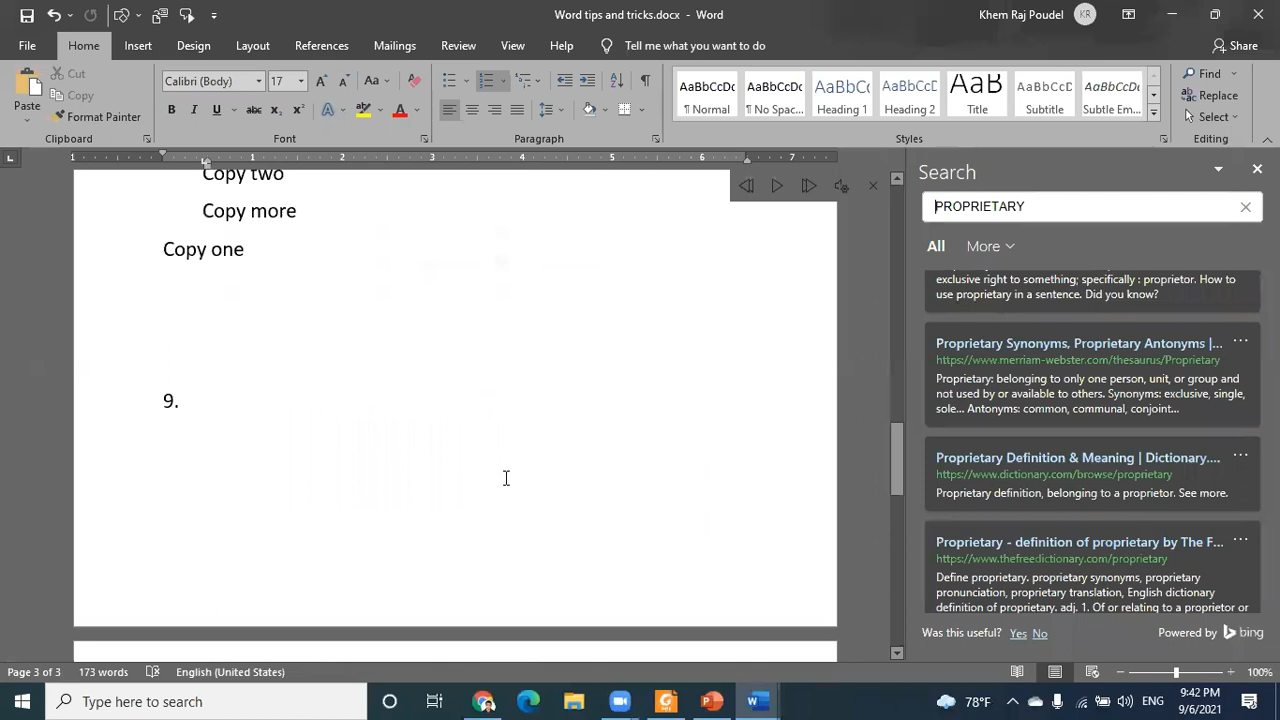 Word tips and tricks.docx - Word
Khem Raj Poudel
KR
File
Home
Insert
Design
Layout
References
Mailings
Review
View
Help
Tell me what you want to do
Share
Paste
Cut
Copy
Format Painter
Clipboard
Calibri (Body)
17
Font
Paragraph
AaBbCcDc
¶ Normal
AaBbCcDc
¶ No Spac...
AaBbCc
Heading 1
AaBbCcC
Heading 2
AaB
Title
AaBbCcC
Subtitle
AaBbCcDc
Subtle Em...
Styles
Find
Replace
Select
Editing
Copy two
Copy more
Copy one
9.
Search
PROPRIETARY
All
More
exclusive right to something; specifically : proprietor. How to
use proprietary in a sentence. Did you know?
Proprietary Synonyms, Proprietary Antonyms |...
https://www.merriam-webster.com/thesaurus/Proprietary
Proprietary: belonging to only one person, unit, or group and
not used by or available to others. Synonyms: exclusive, single,
sole... Antonyms: common, communal, conjoint...
Proprietary Definition & Meaning | Dictionary....
https://www.dictionary.com/browse/proprietary
Proprietary definition, belonging to a proprietor. See more.
Proprietary - definition of proprietary by The F...
https://www.thefreedictionary.com/proprietary
Define proprietary. proprietary synonyms, proprietary
pronunciation, proprietary translation, English dictionary
definition of proprietary. adj. 1. Of or relating to a proprietor or
Was this useful? Yes No
Powered by bing
Page 3 of 3
173 words
English (United States)
100%
Type here to search
78°F
ENG
9:42 PM
9/6/2021